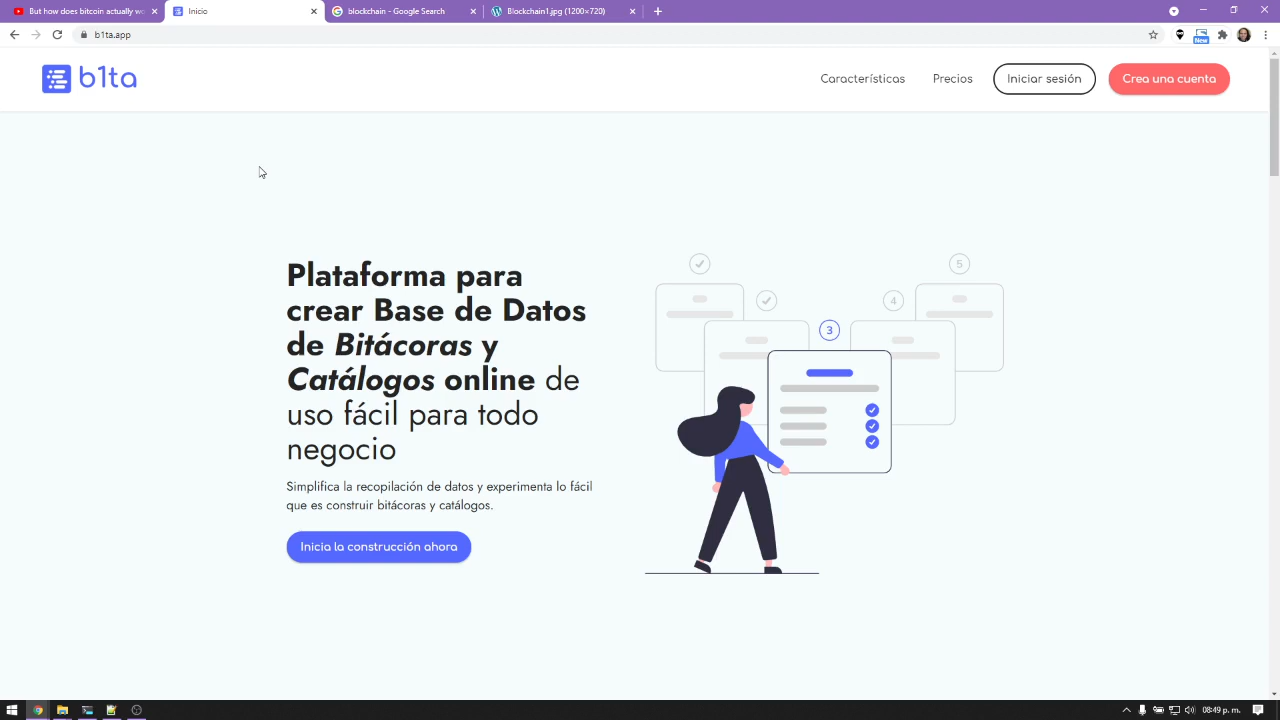 But how does bitcoin actually wo
Inicio
blockchain - Google Search
Blockchain1.jpg (1200×720)
b1ta.app
New
b1ta
Características
Precios
Iniciar sesión
Crea una cuenta
Plataforma para
crear Base de Datos
de Bitácoras y
Catálogos online de
uso fácil para todo
negocio
Simplifica la recopilación de datos y experimenta lo fácil
que es construir bitácoras y catálogos.
Inicia la construcción ahora
3
4
5
08:49 p. m.